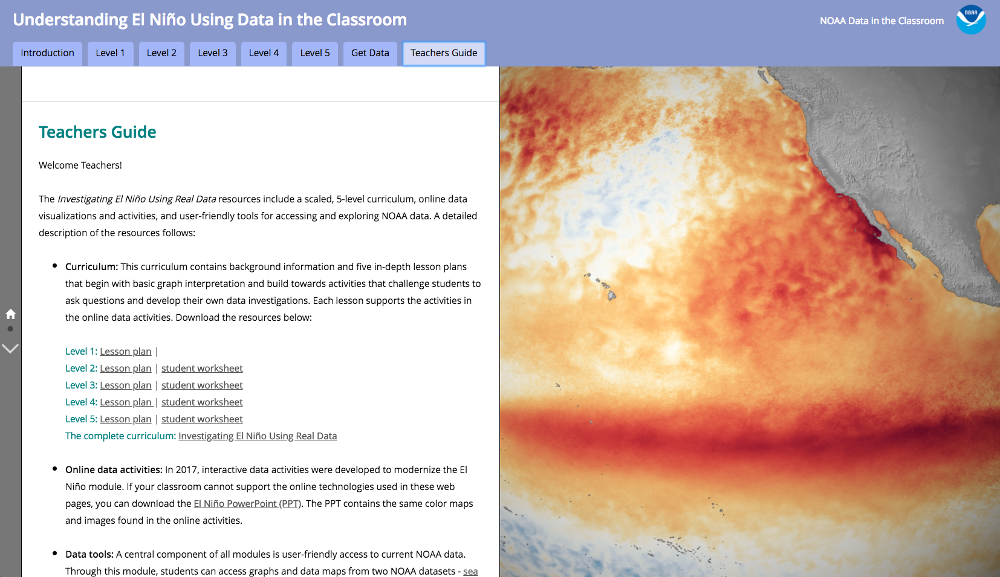 Understanding El Niño Using Data in the Classroom
NOAA Data in the Classroom
NOAA
Introduction
Level 1
Level 2
Level 3
Level 4
Level 5
Get Data
Teachers Guide
Teachers Guide
Welcome Teachers!
The Investigating El Niño Using Real Data resources include a scaled, 5-level curriculum, online data
visualizations and activities, and user-friendly tools for accessing and exploring NOAA data. A detailed
description of the resources follows:
Curriculum: This curriculum contains background information and five in-depth lesson plans
that begin with basic graph interpretation and build towards activities that challenge students to
ask questions and develop their own data investigations. Each lesson supports the activities in
the online data activities. Download the resources below:
Level 1: Lesson plan |
Level 2: Lesson plan | student worksheet
Level 3: Lesson plan | student worksheet
Level 4: Lesson plan | student worksheet
Level 5: Lesson plan | student worksheet
The complete curriculum: Investigating El Niño Using Real Data
Online data activities: In 2017, interactive data activities were developed to modernize the El
Niño module. If your classroom cannot support the online technologies used in these web
pages, you can download the El Niño PowerPoint (PPT). The PPT contains the same color maps
and images found in the online activities.
Data tools: A central component of all modules is user-friendly access to current NOAA data.
Through this module, students can access graphs and data maps from two NOAA datasets - sea